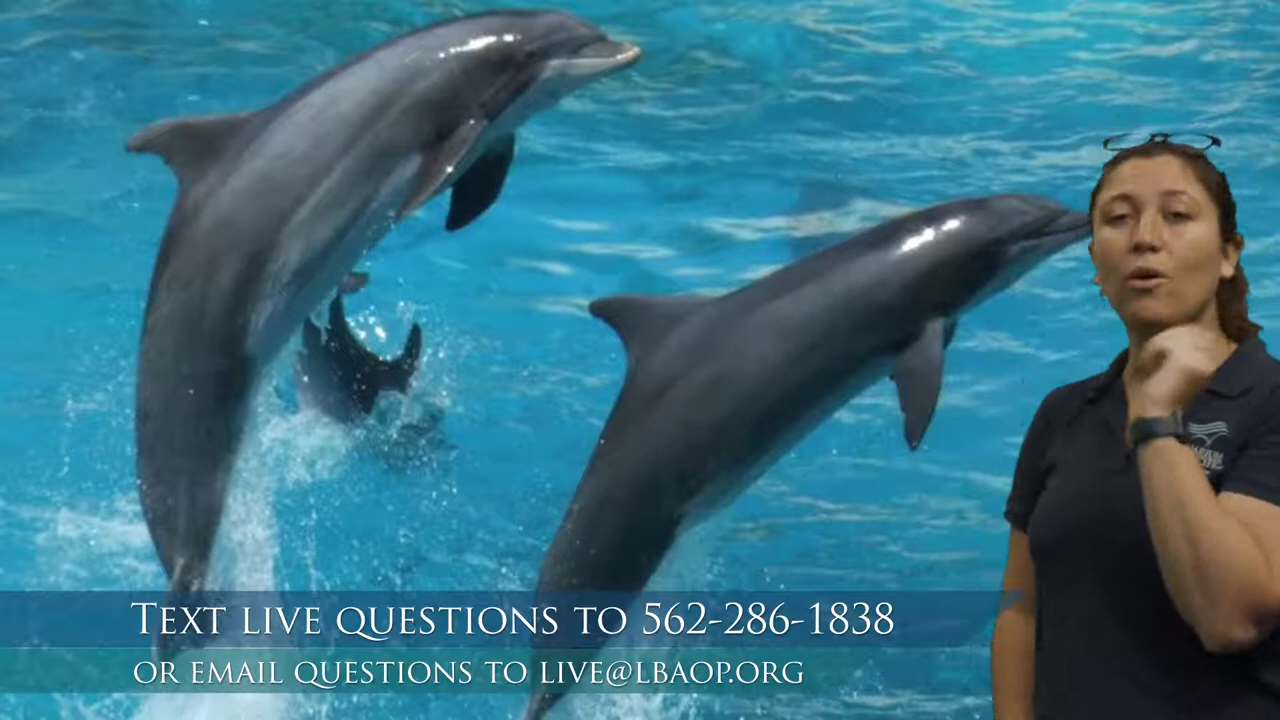 TEXT LIVE QUESTIONS TO 562-286-1838
OR EMAIL QUESTIONS TO LIVE@LBAOP.ORG